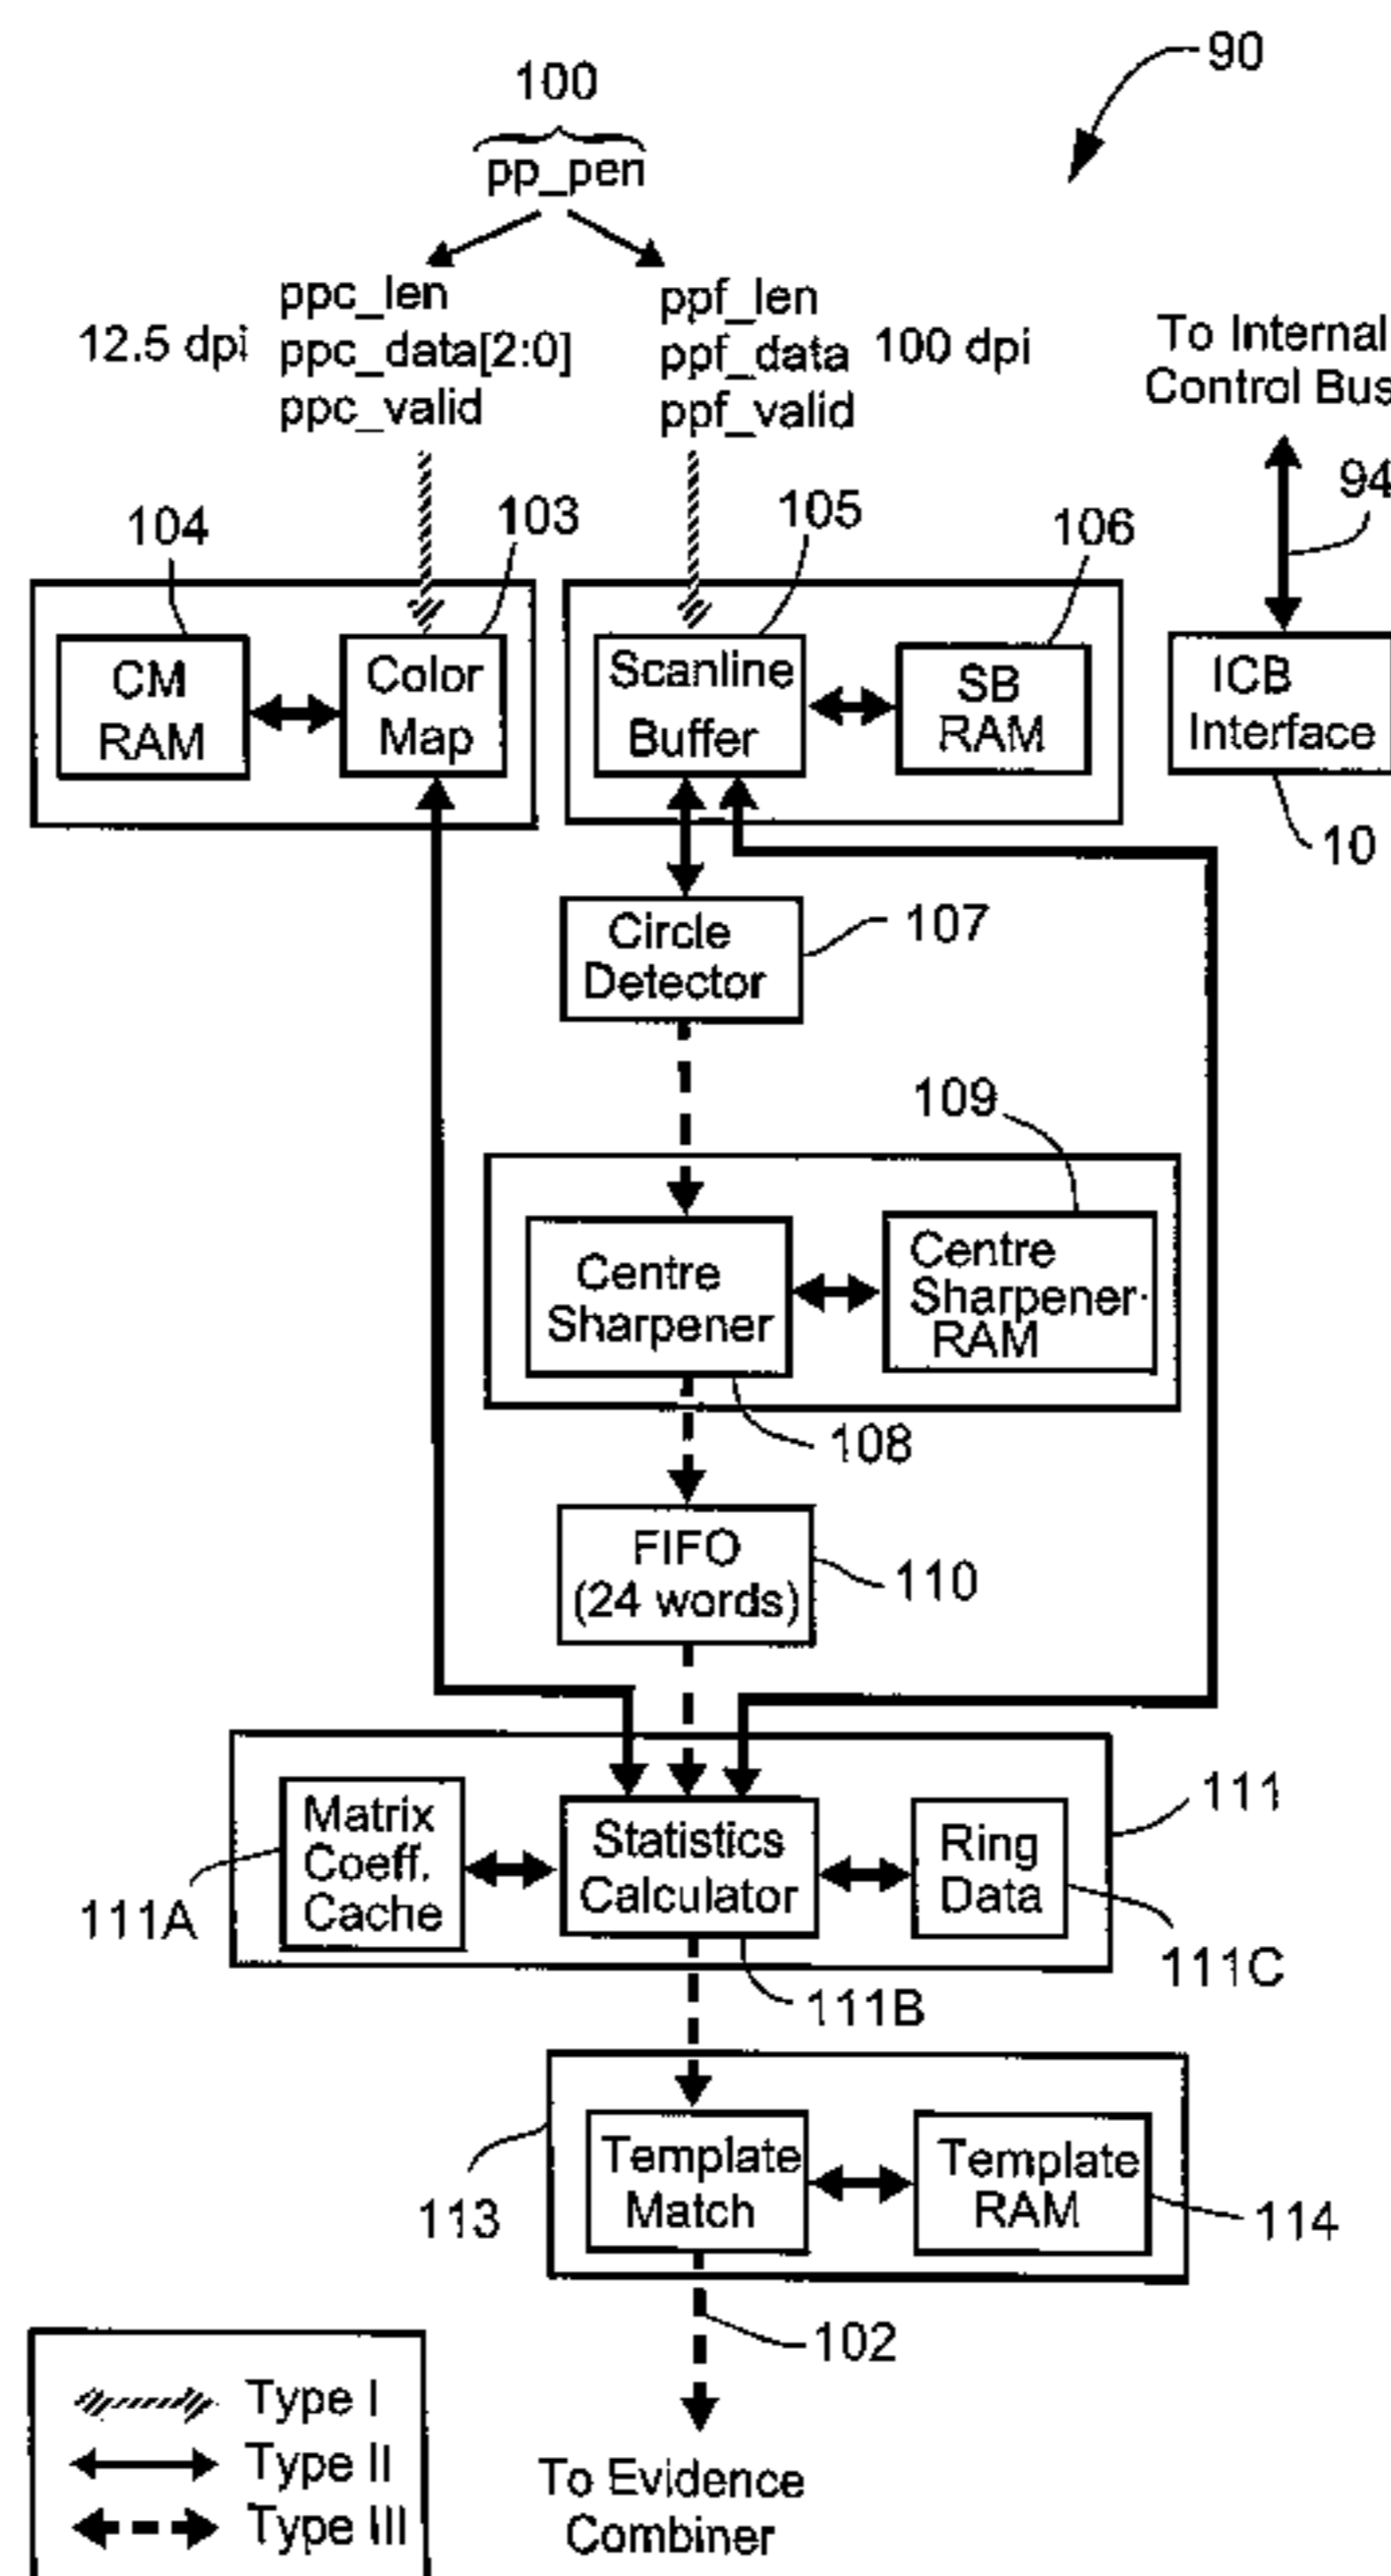 90
100
pp_pen
ppc_len
ppf_len
12.5 dpi
ppc_data[2:0]
ppf_data
100 dpi
ppc_valid
ppf_valid
To Internal
Control Bus
94
104
103
105
106
CM
RAM
Color
Map
Scanline
Buffer
SB
RAM
ICB
Interface
10
Circle
Detector
107
109
Centre
Sharpener
Centre
Sharpener
RAM
108
FIFO
(24 words)
110
Matrix
Coeff.
Cache
Statistics
Calculator
Ring
Data
111
111A
111B
111C
Template
Match
Template
RAM
113
114
102
Type I
Type II
Type III
To Evidence
Combiner